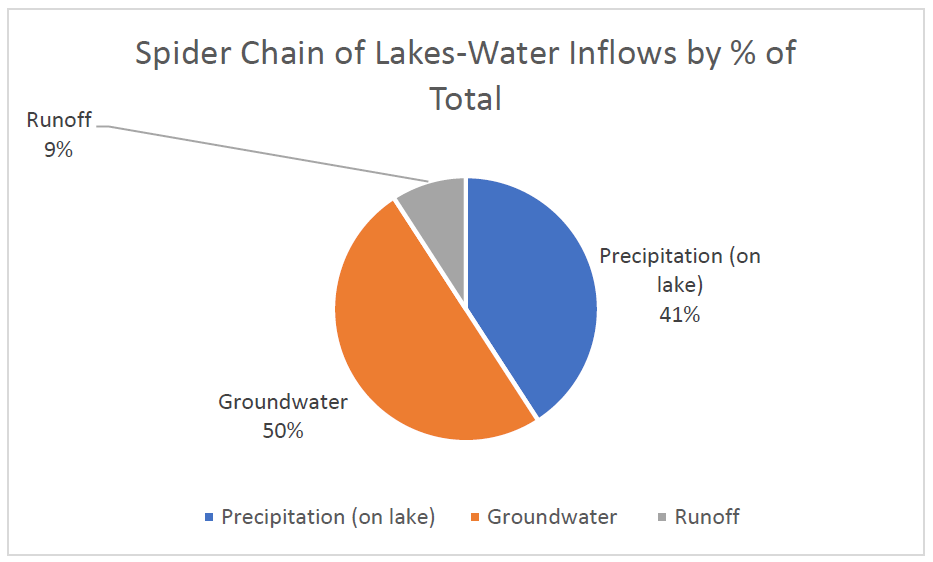 Spider Chain of Lakes-Water Inflows by % of
Total
Runoff
9%
Precipitation (on
lake)
41%
Groundwater
50%
Precipitation (on lake)
Groundwater
Runoff